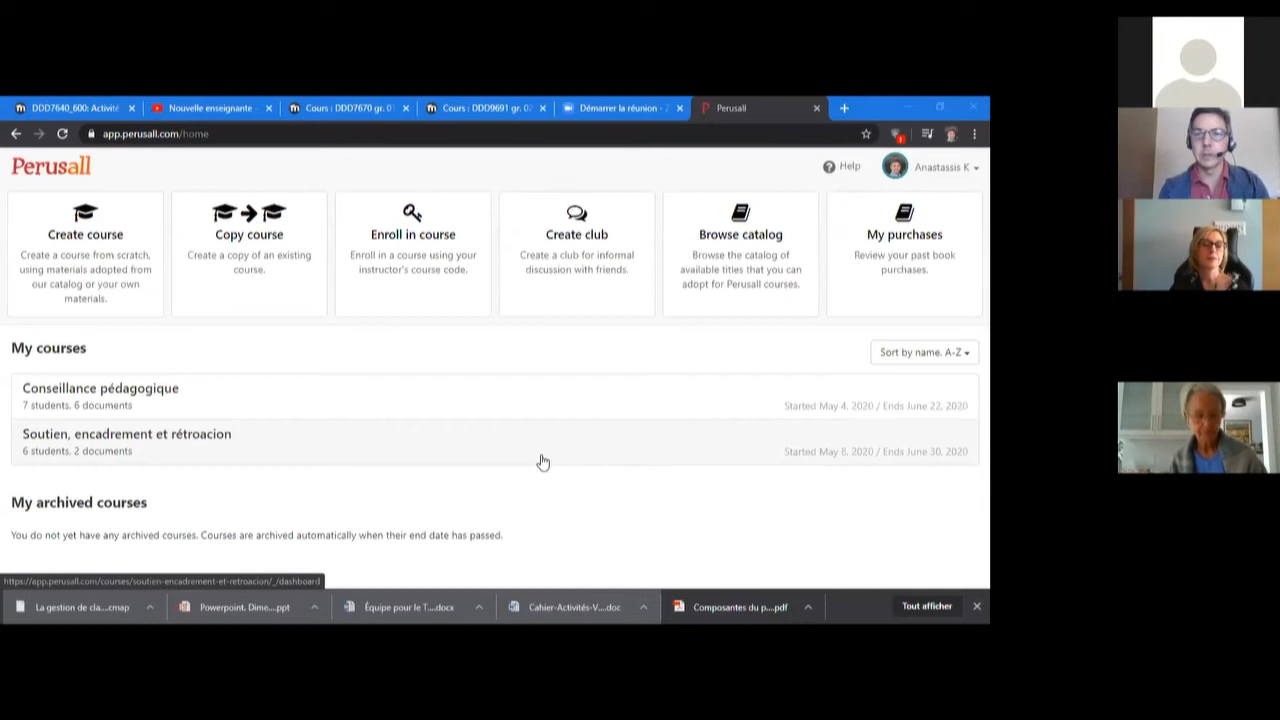 DDD7640_600: Activité
Nouvelle enseignante -
Cours : DDD7670 gr. 01
Cours : DDD9691 gr. 02
Démarrer la réunion -
Perusall
app.perusall.com/home
Perusall
Help
Anastassis K
Create course
Create a course from scratch,
using materials adopted from
our catalog or your own
materials.
Copy course
Create a copy of an existing
course.
Enroll in course
Enroll in a course using your
instructor's course code.
Create club
Create a club for informal
discussion with friends.
Browse catalog
Browse the catalog of
available titles that you can
adopt for Perusall courses.
My purchases
Review your past book
purchases.
My courses
Sort by name, A-Z
Conseillance pédagogique
7 students, 6 documents
Started May 4, 2020 / Ends June 22, 2020
Soutien, encadrement et rétroacion
6 students, 2 documents
Started May 8, 2020 / Ends June 30, 2020
My archived courses
You do not yet have any archived courses. Courses are archived automatically when their end date has passed.
https://app.perusall.com/courses/soutien-encadrement-et-retroacion/_/dashboard
La gestion de cla....cmap
Powerpoint. Dime....ppt
Équipe pour le T....docx
Cahier-Activités-V....doc
Composantes du p....pdf
Tout afficher